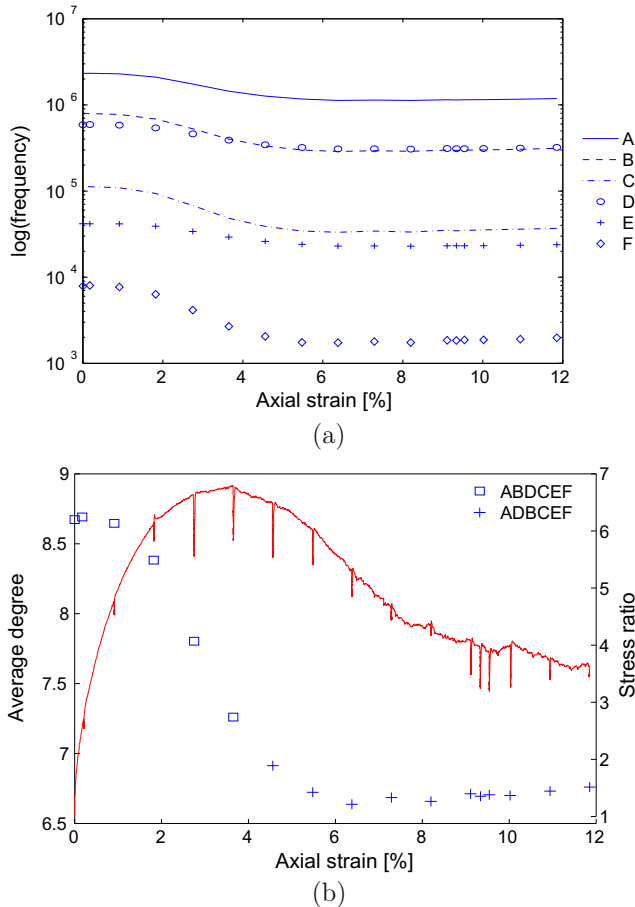 10^7
10^6
10^5
10^4
10^3
log(frequency)
0 2 4 6 8 10 12
Axial strain [%]
A
B
C
D
E
F
(a)
9
8.5
8
7.5
7
6.5
Average degree
ABDCEF
ADBCEF
7
6
5
4
3
2
1
Stress ratio
0 2 4 6 8 10 12
Axial strain [%]
(b)